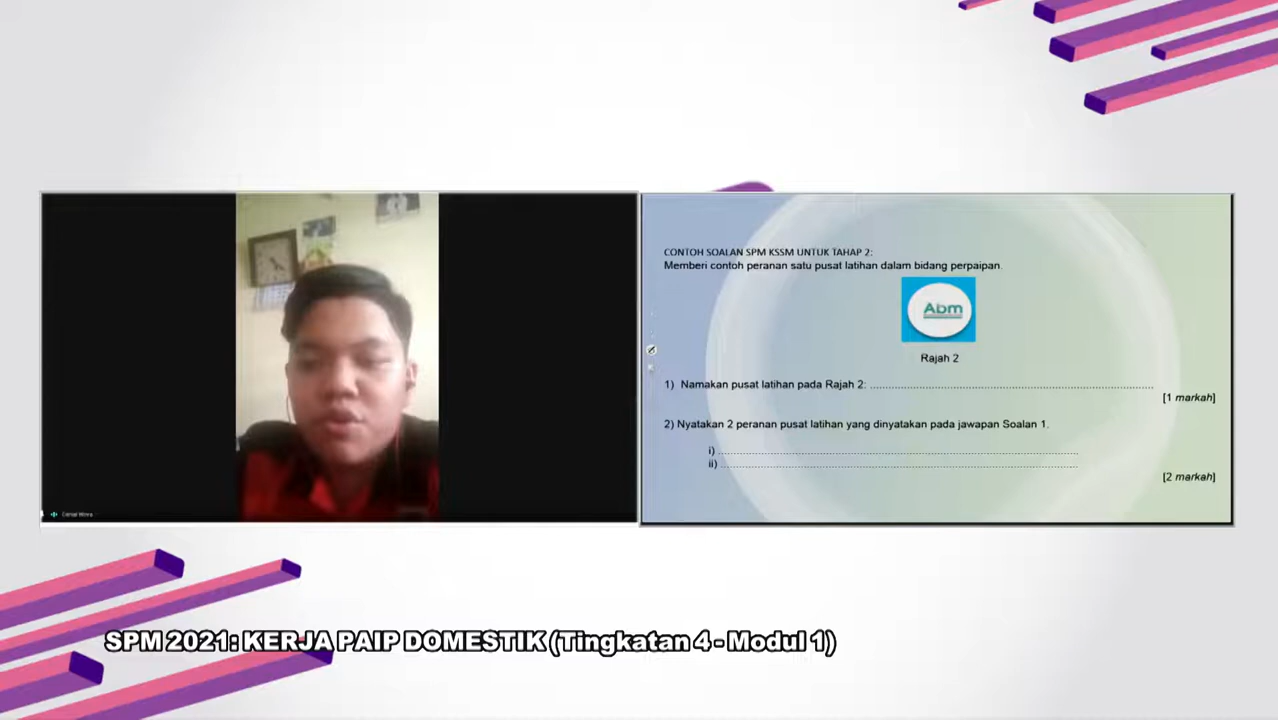 CONTOH SOALAN SPM KSSM UNTUK TAHAP 2:
Memberi contoh peranan satu pusat latihan dalam bidang perpaipan.
Abm
Rajah 2
1) Namakan pusat latihan pada Rajah 2: ................................................................................
[1 markah]
2) Nyatakan 2 peranan pusat latihan yang dinyatakan pada jawapan Soalan 1.
i) ................................................................................
ii) ................................................................................
[2 markah]
SPM 2021: KERJA PAIP DOMESTIK (Tingkatan 4 - Modul 1)